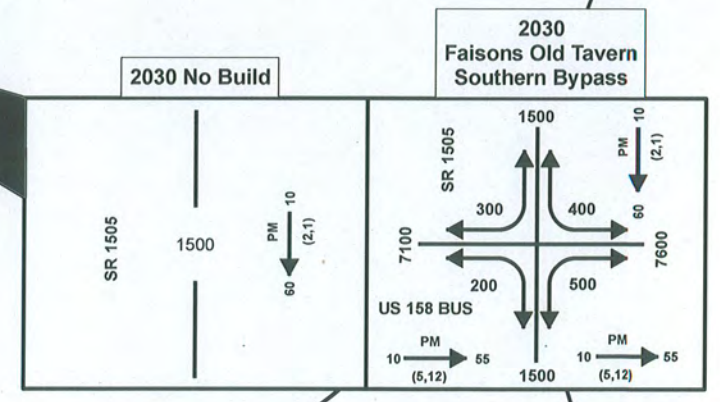 2030 No Build
SR 1505
1500
PM
10
(2,1)
60
2030
Faisons Old Tavern
Southern Bypass
1500
SR 1505
PM
10
(2,1)
60
300
400
7100
7600
200
500
US 158 BUS
PM
10 55
(5,12)
1500
PM
10 55
(5,12)